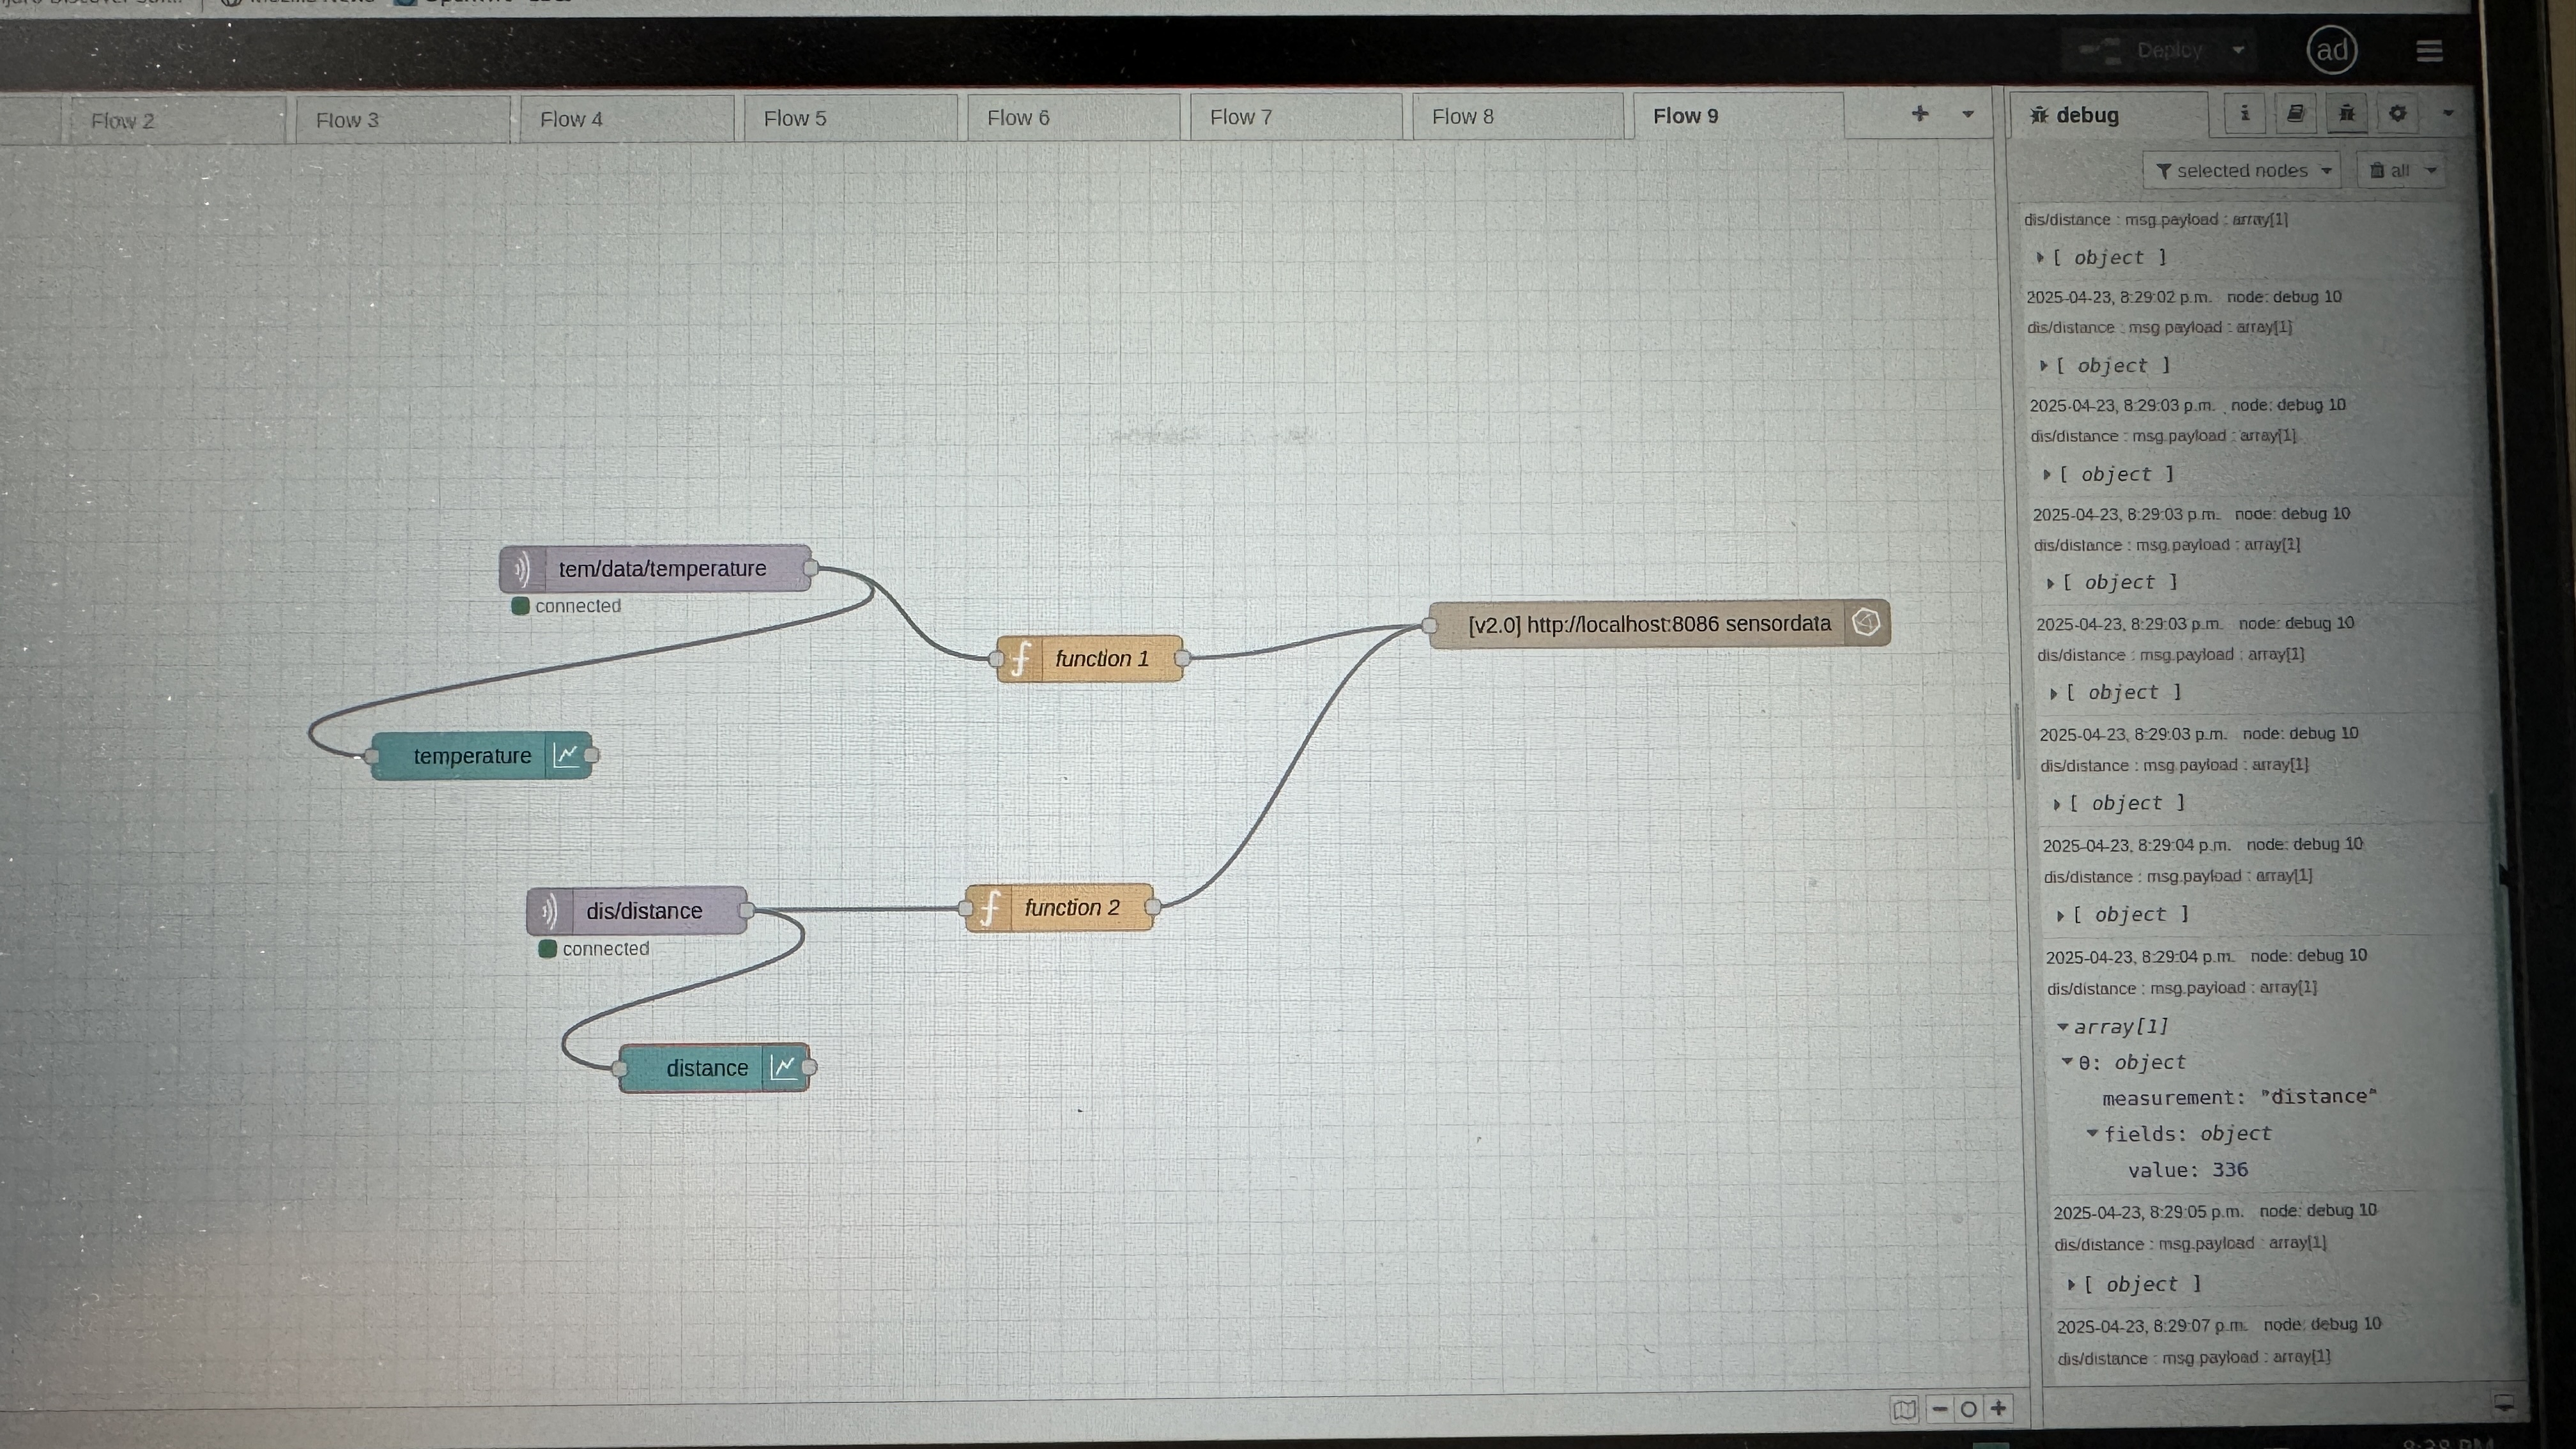 Deploy
ad
Flow 2
Flow 3
Flow 4
Flow 5
Flow 6
Flow 7
Flow 8
Flow 9
debug
i
selected nodes
all
dis/distance : msg.payload : array[1]
[ object ]
2025-04-23, 8:29:02 p.m. node: debug 10
dis/distance : msg.payload : array[1]
[ object ]
2025-04-23, 8:29:03 p.m. node: debug 10
dis/distance : msg.payload : array[1]
[ object ]
2025-04-23, 8:29:03 p.m. node: debug 10
dis/distance : msg.payload : array[1]
[ object ]
2025-04-23, 8:29:03 p.m. node: debug 10
dis/distance : msg.payload : array[1]
[ object ]
2025-04-23, 8:29:03 p.m. node: debug 10
dis/distance : msg.payload : array[1]
[ object ]
2025-04-23, 8:29:04 p.m. node: debug 10
dis/distance : msg.payload : array[1]
[ object ]
2025-04-23, 8:29:04 p.m. node: debug 10
dis/distance : msg.payload : array[1]
array[1]
0: object
measurement: "distance"
fields: object
value: 336
2025-04-23, 8:29:05 p.m. node: debug 10
dis/distance : msg.payload : array[1]
[ object ]
2025-04-23, 8:29:07 p.m. node: debug 10
dis/distance : msg.payload : array[1]
tem/data/temperature
connected
function 1
[v2.0] http://localhost:8086 sensordata
temperature
dis/distance
connected
function 2
distance